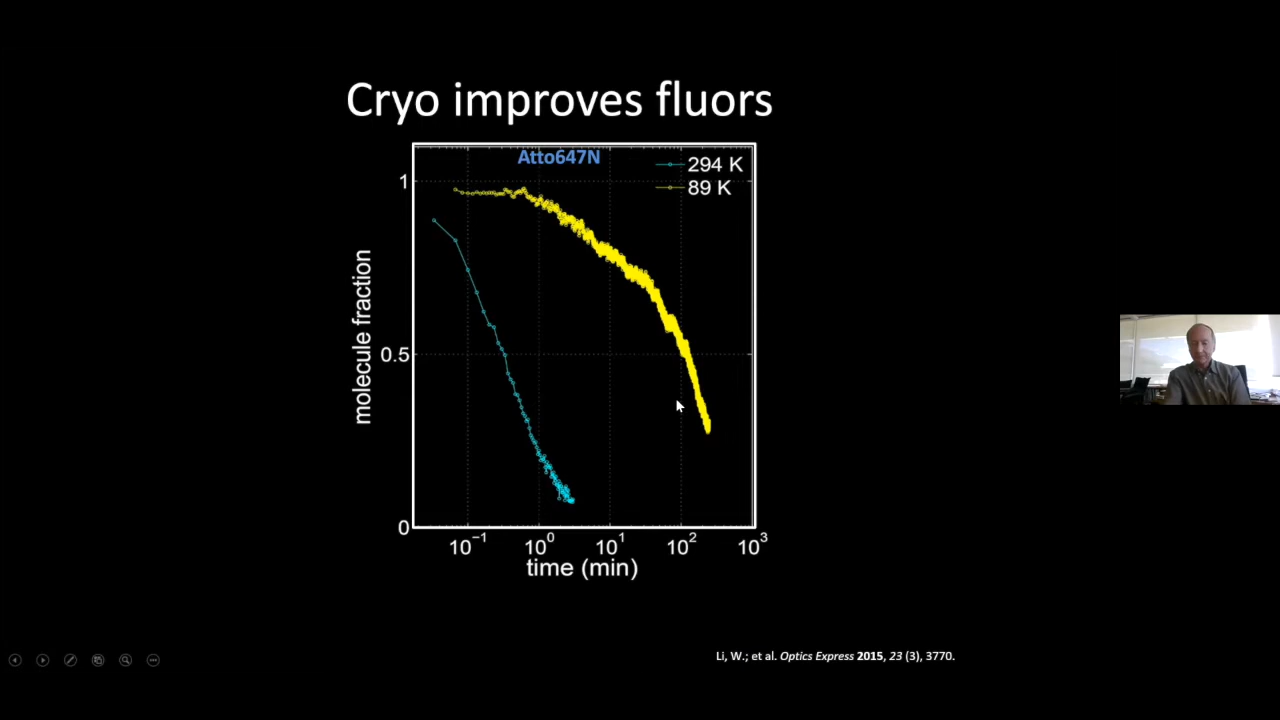 Cryo improves fluors
Atto647N
294 K
89 K
1
0.5
0
molecule fraction
10⁻¹ 10⁰ 10¹ 10² 10³
time (min)
Li, W.; et al. Optics Express 2015, 23 (3), 3770.